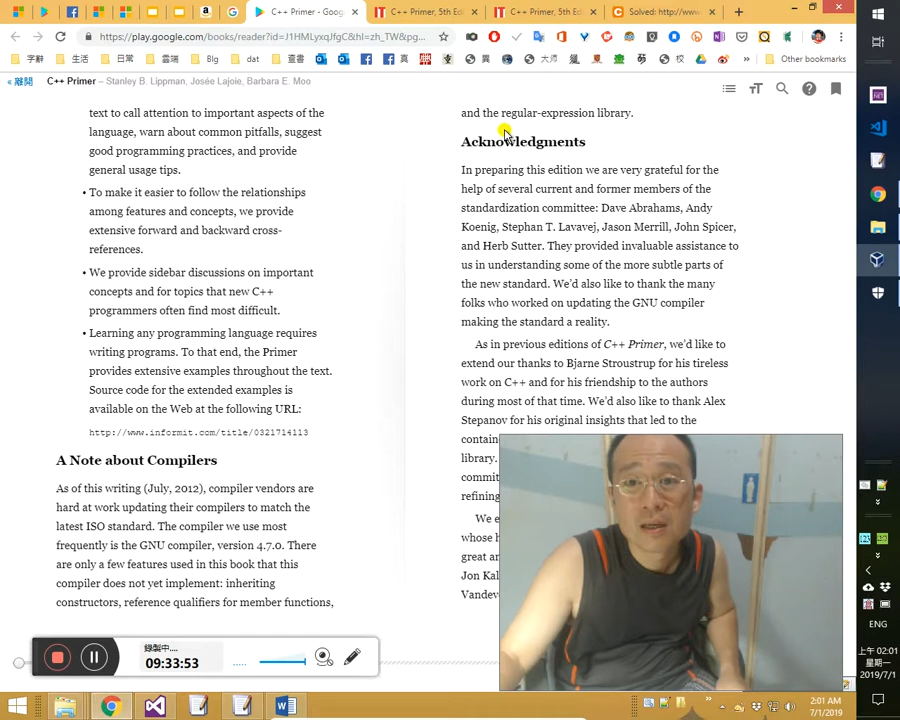 C++ Primer - Goog
C++ Primer, 5th Ed
C++ Primer, 5th Ed
Solved: http://www
https://play.google.com/books/reader?id=J1HMLyxqJfgC&hl=zh_TW&pg...
字辭
生活
日常
雲端
Blg
dat
查書
真
異
大师
校
Other bookmarks
« 離開 C++ Primer – Stanley B. Lippman, Josée Lajoie, Barbara E. Moo
text to call attention to important aspects of the
language, warn about common pitfalls, suggest
good programming practices, and provide
general usage tips.
• To make it easier to follow the relationships
among features and concepts, we provide
extensive forward and backward cross-
references.
• We provide sidebar discussions on important
concepts and for topics that new C++
programmers often find most difficult.
• Learning any programming language requires
writing programs. To that end, the Primer
provides extensive examples throughout the text.
Source code for the extended examples is
available on the Web at the following URL:
http://www.informit.com/title/0321714113
A Note about Compilers
As of this writing (July, 2012), compiler vendors are
hard at work updating their compilers to match the
latest ISO standard. The compiler we use most
frequently is the GNU compiler, version 4.7.0. There
are only a few features used in this book that this
compiler does not yet implement: inheriting
constructors, reference qualifiers for member functions,
and the regular-expression library.
Acknowledgments
In preparing this edition we are very grateful for the
help of several current and former members of the
standardization committee: Dave Abrahams, Andy
Koenig, Stephan T. Lavavej, Jason Merrill, John Spicer,
and Herb Sutter. They provided invaluable assistance to
us in understanding some of the more subtle parts of
the new standard. We'd also like to thank the many
folks who worked on updating the GNU compiler
making the standard a reality.
As in previous editions of C++ Primer, we'd like to
extend our thanks to Bjarne Stroustrup for his tireless
work on C++ and for his friendship to the authors
during most of that time. We'd also like to thank Alex
Stepanov for his original insights that led to the
contain
library.
commit
refining
We e
whose h
great an
Jon Kal
Vandev
錄製中...
09:33:53
ENG
上午 02:01
星期一
2019/7/1
2:01 AM
7/1/2019